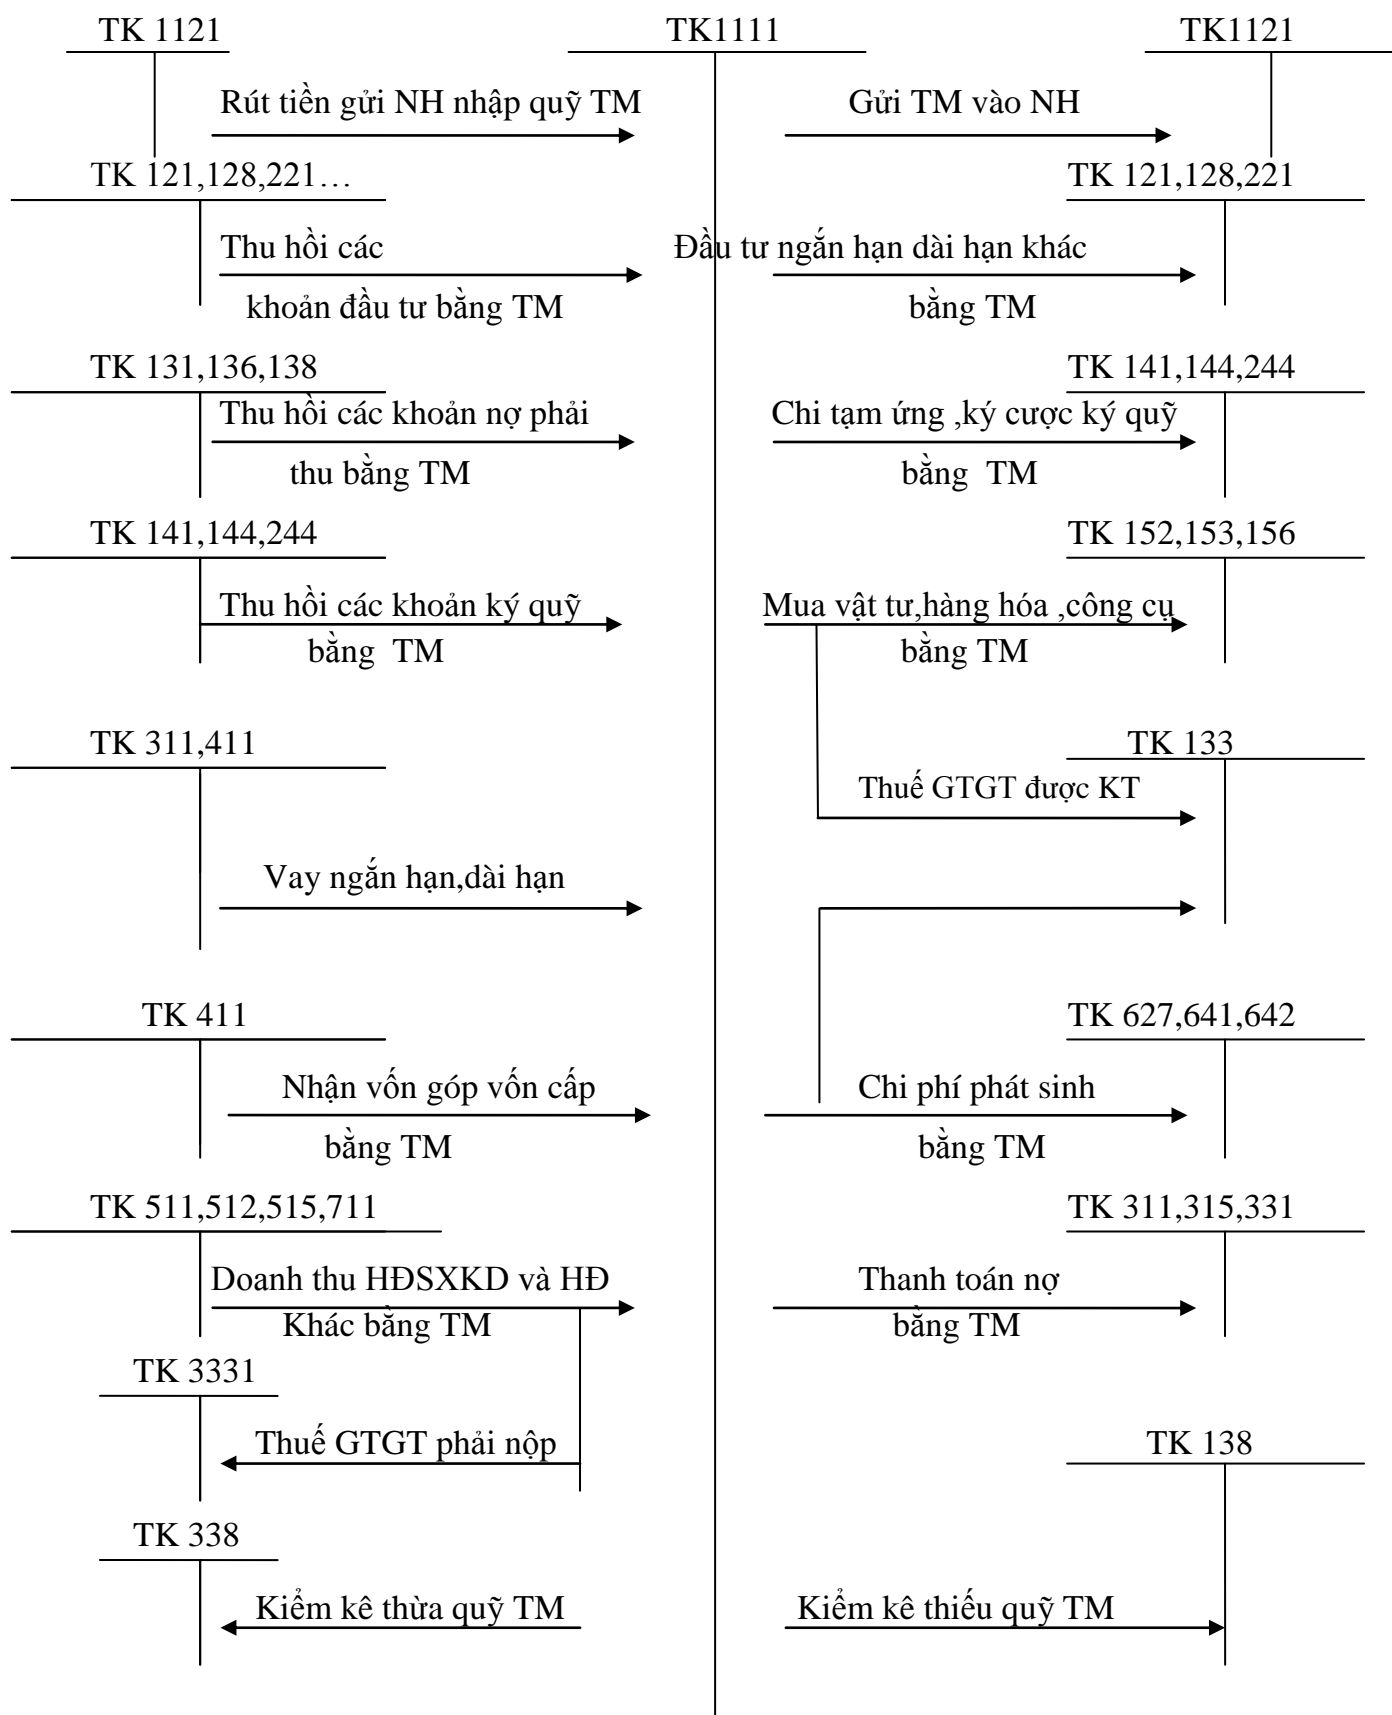 TK 1121
TK1111
TK1121
Rút tiền gửi NH nhập quỹ TM
Gửi TM vào NH
TK 121,128,221…
TK 121,128,221
Thu hồi các
Đầu tư ngắn hạn dài hạn khác
khoản đầu tư bằng TM
bằng TM
TK 131,136,138
TK 141,144,244
Thu hồi các khoản nợ phải
Chi tạm ứng ,ký cược ký quỹ
thu bằng TM
bằng TM
TK 141,144,244
TK 152,153,156
Thu hồi các khoản ký quỹ
Mua vật tư,hàng hóa ,công cụ
bằng TM
bằng TM
TK 311,411
TK 133
Thuế GTGT được KT
Vay ngắn hạn,dài hạn
TK 411
TK 627,641,642
Nhận vốn góp vốn cấp
Chi phí phát sinh
bằng TM
bằng TM
TK 511,512,515,711
TK 311,315,331
Doanh thu HĐSXKD và HĐ
Thanh toán nợ
Khác bằng TM
bằng TM
TK 3331
Thuế GTGT phải nộp
TK 138
TK 338
Kiểm kê thừa quỹ TM
Kiểm kê thiếu quỹ TM